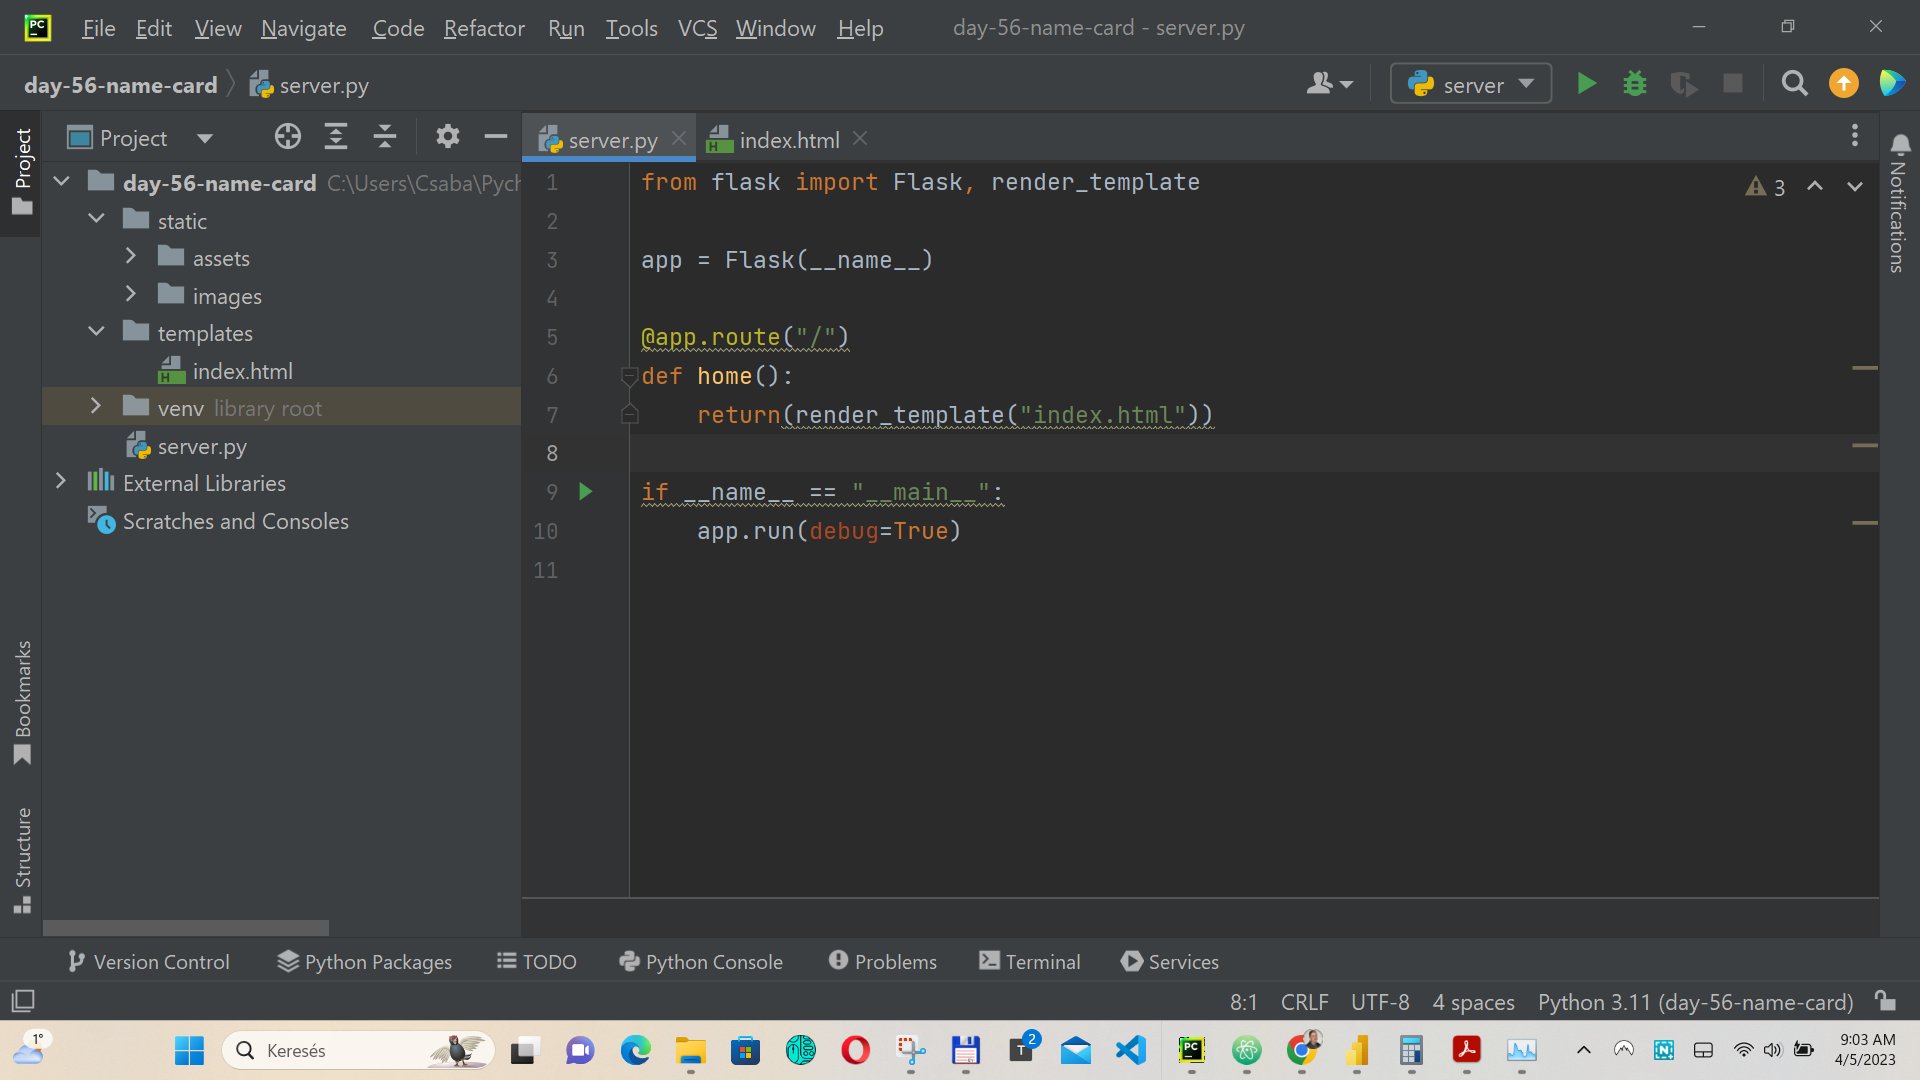 File Edit View Navigate Code Refactor Run Tools VCS Window Help day-56-name-card - server.py
day-56-name-card server.py server
Project server.py index.html
Project
day-56-name-card C:\Users\Csaba\Pych
static
assets
images
templates
index.html
venv library root
server.py
External Libraries
Scratches and Consoles
Bookmarks
Structure
1 from flask import Flask, render_template
2
3 app = Flask(__name__)
4
5 @app.route("/")
6 def home():
7     return(render_template("index.html"))
8
9 if __name__ == "__main__":
10     app.run(debug=True)
11
3
Notifications
Version Control Python Packages TODO Python Console Problems Terminal Services
8:1 CRLF UTF-8 4 spaces Python 3.11 (day-56-name-card)
1° Keresés 2 9:03 AM
4/5/2023